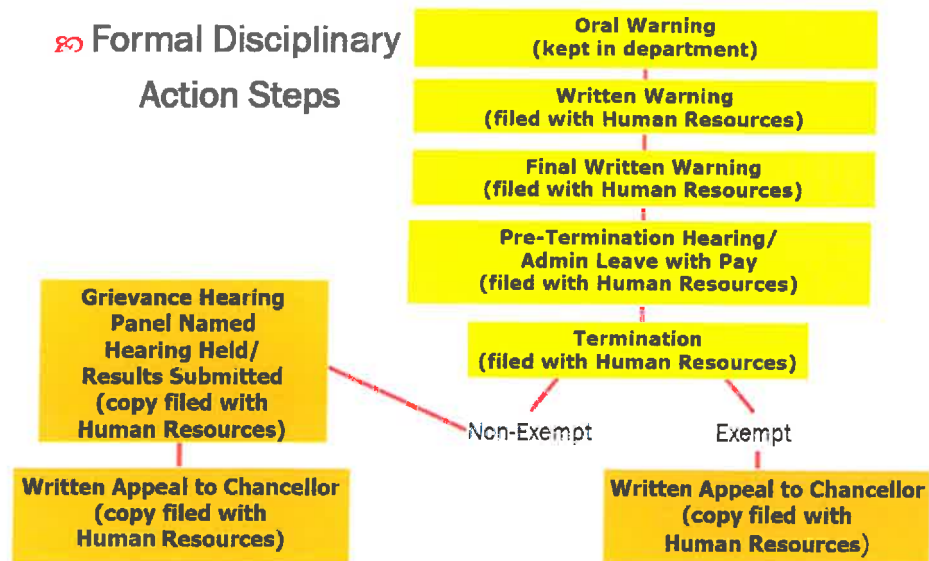 Formal Disciplinary
Action Steps
Oral Warning
(kept in department)
Written Warning
(filed with Human Resources)
Final Written Warning
(filed with Human Resources)
Pre-Termination Hearing/
Admin Leave with Pay
(filed with Human Resources)
Termination
(filed with Human Resources)
Non-Exempt
Exempt
Grievance Hearing
Panel Named
Hearing Held/
Results Submitted
(copy filed with
Human Resources)
Written Appeal to Chancellor
(copy filed with
Human Resources)
Written Appeal to Chancellor
(copy filed with
Human Resources)